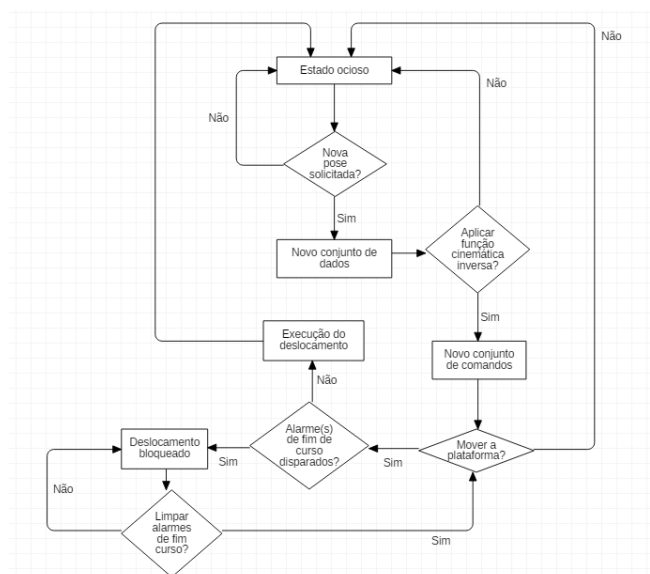 Não
Estado ocioso
Não
Não
Nova
pose
solicitada?
Sim
Novo conjunto de
dados
Aplicar
função
cinemática
inversa?
Sim
Execução do
deslocamento
Novo conjunto
de comandos
Não
Alarme(s)
de fim de
curso
disparados?
Mover a
plataforma?
Deslocamento
bloqueado
Sim
Sim
Não
Limpar
alarmes
de fim
curso?
Sim